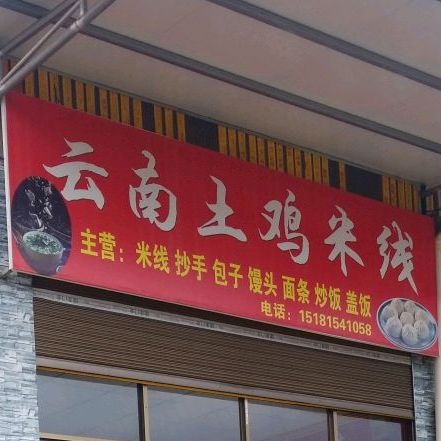 云南土鸡米线
主营：米线 抄手 包子 馒头 面条 炒饭 盖饭
电话：15181541058